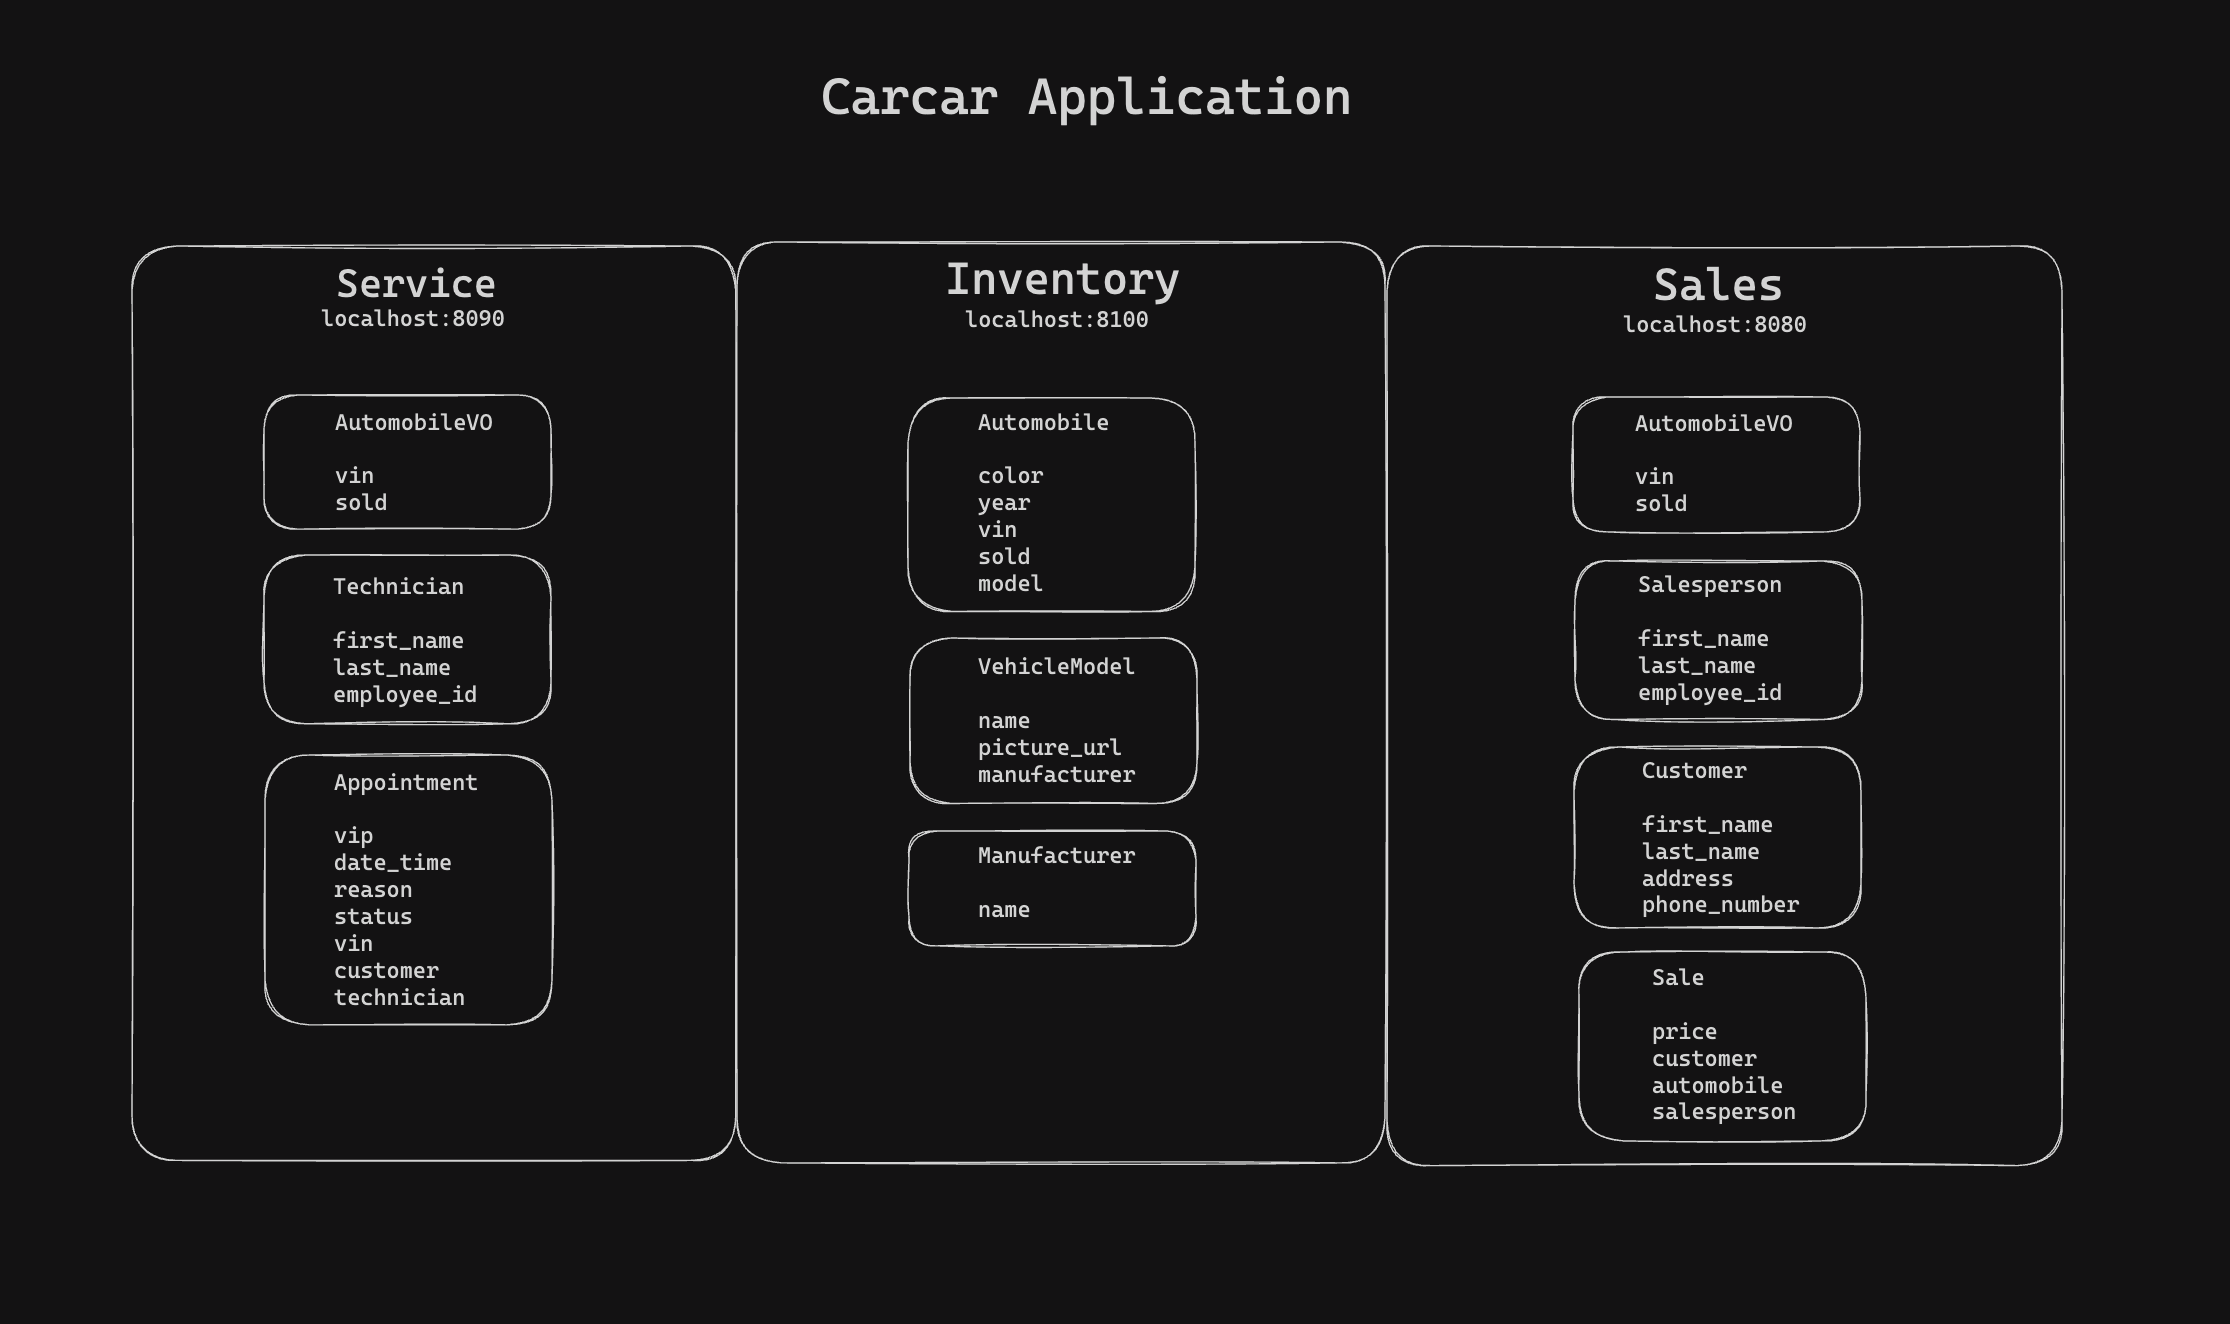 Carcar Application
Service
localhost:8090
AutomobileVO
vin
sold
Technician
first_name
last_name
employee_id
Appointment
vip
date_time
reason
status
vin
customer
technician
Inventory
localhost:8100
Automobile
color
year
vin
sold
model
VehicleModel
name
picture_url
manufacturer
Manufacturer
name
Sales
localhost:8080
AutomobileVO
vin
sold
Salesperson
first_name
last_name
employee_id
Customer
first_name
last_name
address
phone_number
Sale
price
customer
automobile
salesperson